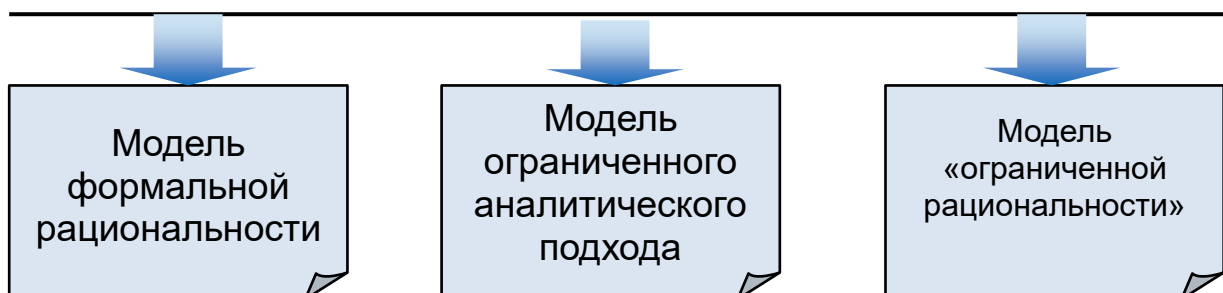 Модель
формальной
рациональности
Модель
ограниченного
аналитического
подхода
Модель
«ограниченной
рациональности»